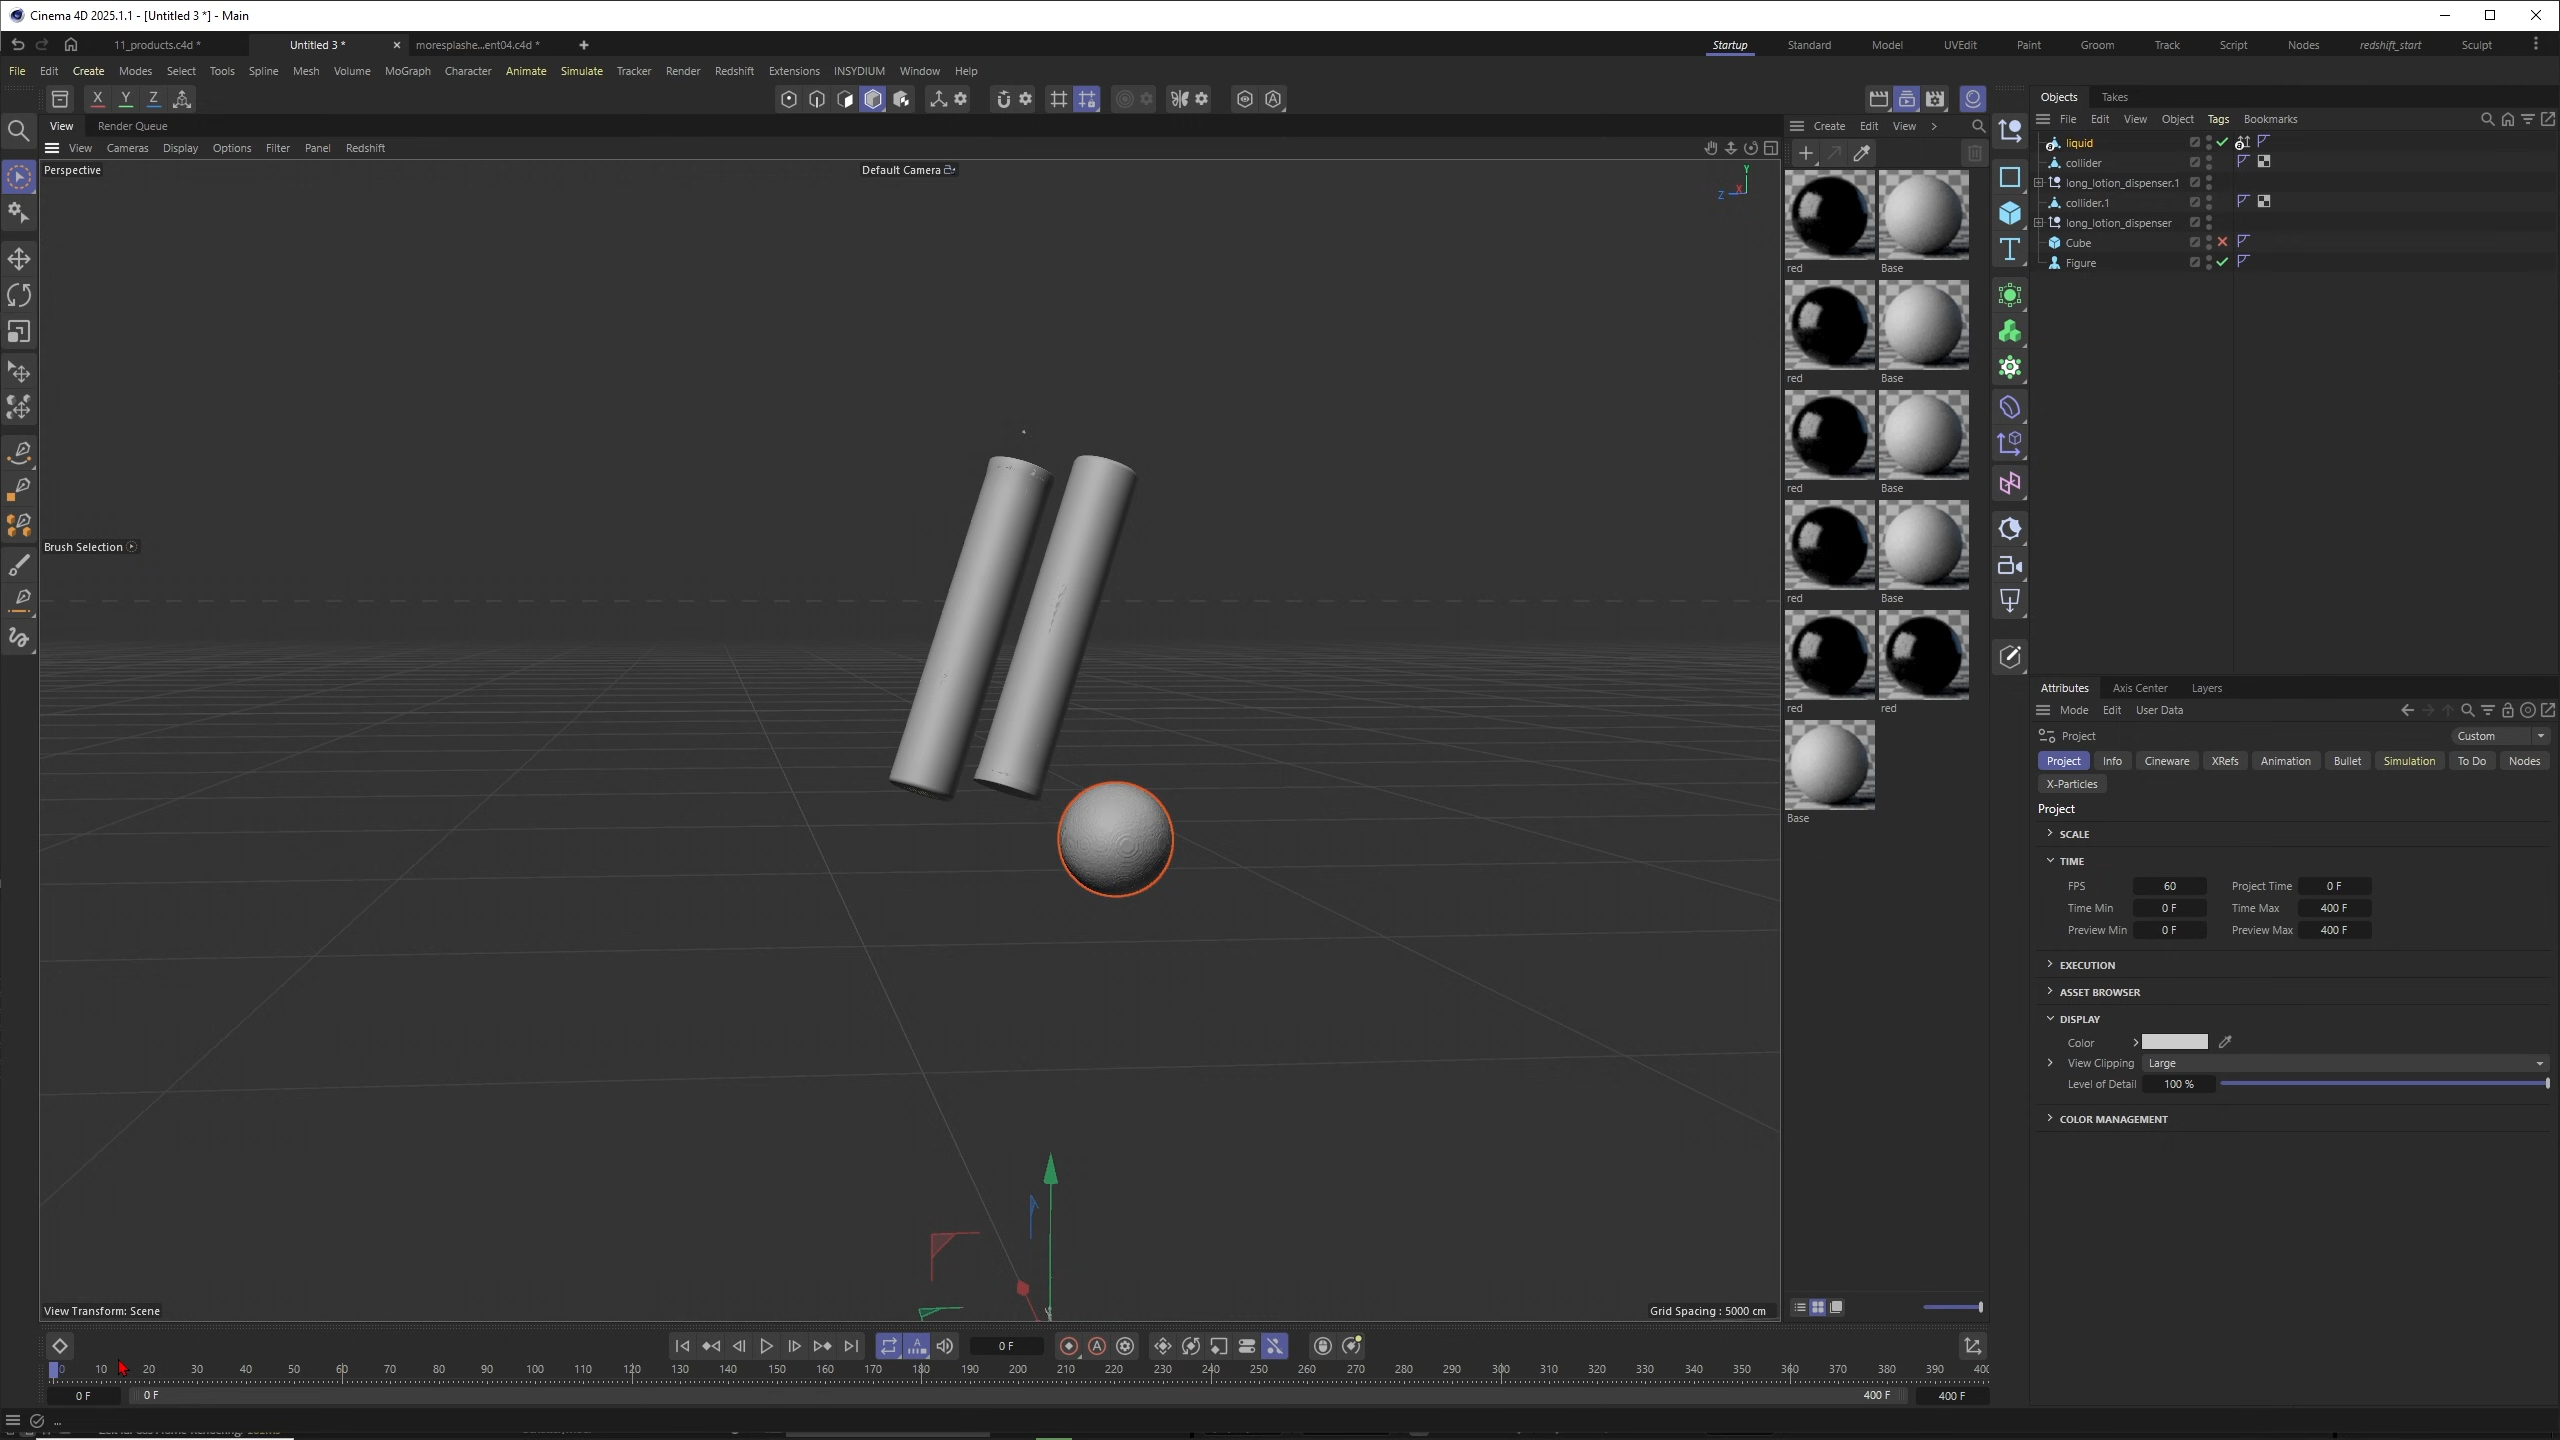 Cinema 4D 2025.1.1 - [Untitled 3 *] - Main
11_products.c4d * Untitled 3 * moresplashe...ent04.c4d *
Startup Standard Model UVEdit Paint Groom Track Script Nodes redshift_start Sculpt
File Edit Create Modes Select Tools Spline Mesh Volume MoGraph Character Animate Simulate Tracker Render Redshift Extensions INSYDIUM Window Help
X Y Z
View Render Queue
View Cameras Display Options Filter Panel Redshift
Perspective
Default Camera
Y
Z X
Brush Selection
View Transform: Scene
Grid Spacing : 5000 cm
Create Edit View
red Base
red Base
red Base
red Base
red red
Base
Objects Takes
File Edit View Object Tags Bookmarks
liquid
collider
long_lotion_dispenser.1
collider.1
long_lotion_dispenser
Cube
Figure
Attributes Axis Center Layers
Mode Edit User Data
Project
Custom
Project Info Cineware XRefs Animation Bullet Simulation To Do Nodes
X-Particles
Project
SCALE
TIME
FPS 60 Project Time 0 F
Time Min 0 F Time Max 400 F
Preview Min 0 F Preview Max 400 F
EXECUTION
ASSET BROWSER
DISPLAY
Color
View Clipping Large
Level of Detail 100 %
COLOR MANAGEMENT
0 F
0 10 20 30 40 50 60 70 80 90 100 110 120 130 140 150 160 170 180 190 200 210 220 230 240 250 260 270 280 290 300 310 320 330 340 350 360 370 380 390 400
0 F 0 F 400 F 400 F
...